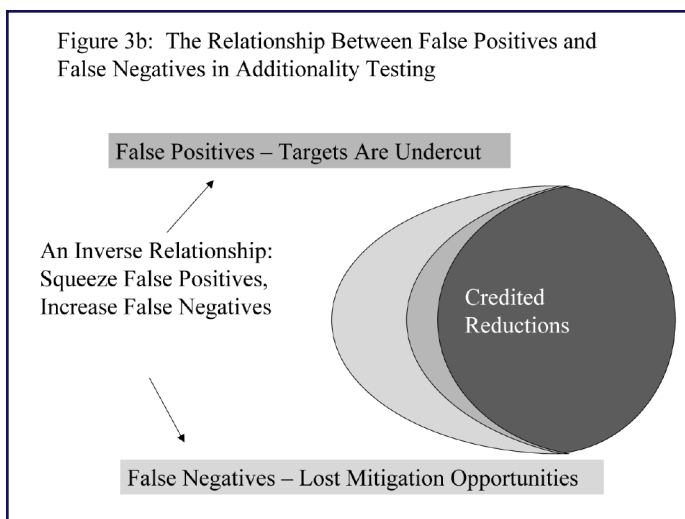 Figure 3b:  The Relationship Between False Positives and
False Negatives in Additionality Testing
False Positives – Targets Are Undercut
An Inverse Relationship:
Squeeze False Positives,
Increase False Negatives
Credited
Reductions
False Negatives – Lost Mitigation Opportunities